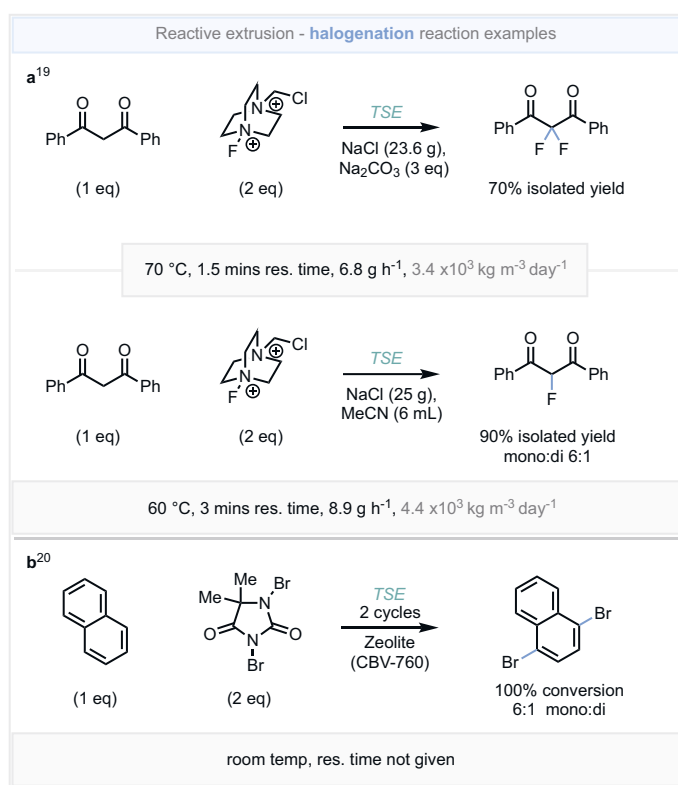 Reactive extrusion - halogenation reaction examples
a19
O O
Ph Ph
(1 eq)
N Cl
⊕
N
F ⊕
(2 eq)
TSE
NaCl (23.6 g),
Na2CO3 (3 eq)
O O
Ph Ph
F F
70% isolated yield
70 °C, 1.5 mins res. time, 6.8 g h-1, 3.4 x10³ kg m-3 day-1
O O
Ph Ph
(1 eq)
N Cl
⊕
N
F ⊕
(2 eq)
TSE
NaCl (25 g),
MeCN (6 mL)
O O
Ph Ph
F
90% isolated yield
mono:di 6:1
60 °C, 3 mins res. time, 8.9 g h-1, 4.4 x10³ kg m-3 day-1
b20
(1 eq)
Me Br
Me N
O N O
Br
(2 eq)
TSE
2 cycles
Zeolite
(CBV-760)
Br
Br
100% conversion
6:1 mono:di
room temp, res. time not given